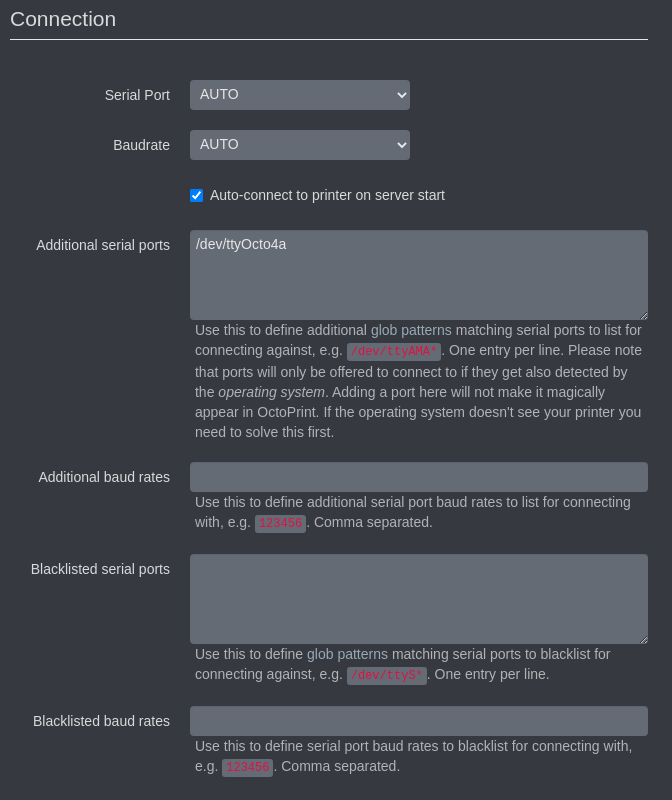 Connection
Serial Port
AUTO
Baudrate
AUTO
Auto-connect to printer on server start
Additional serial ports
/dev/ttyOcto4a
Use this to define additional glob patterns matching serial ports to list for
connecting against, e.g. /dev/ttyAMA*. One entry per line. Please note
that ports will only be offered to connect to if they get also detected by
the operating system. Adding a port here will not make it magically
appear in OctoPrint. If the operating system doesn't see your printer you
need to solve this first.
Additional baud rates
Use this to define additional serial port baud rates to list for connecting
with, e.g. 123456. Comma separated.
Blacklisted serial ports
Use this to define glob patterns matching serial ports to blacklist for
connecting against, e.g. /dev/ttyS*. One entry per line.
Blacklisted baud rates
Use this to define serial port baud rates to blacklist for connecting with,
e.g. 123456. Comma separated.